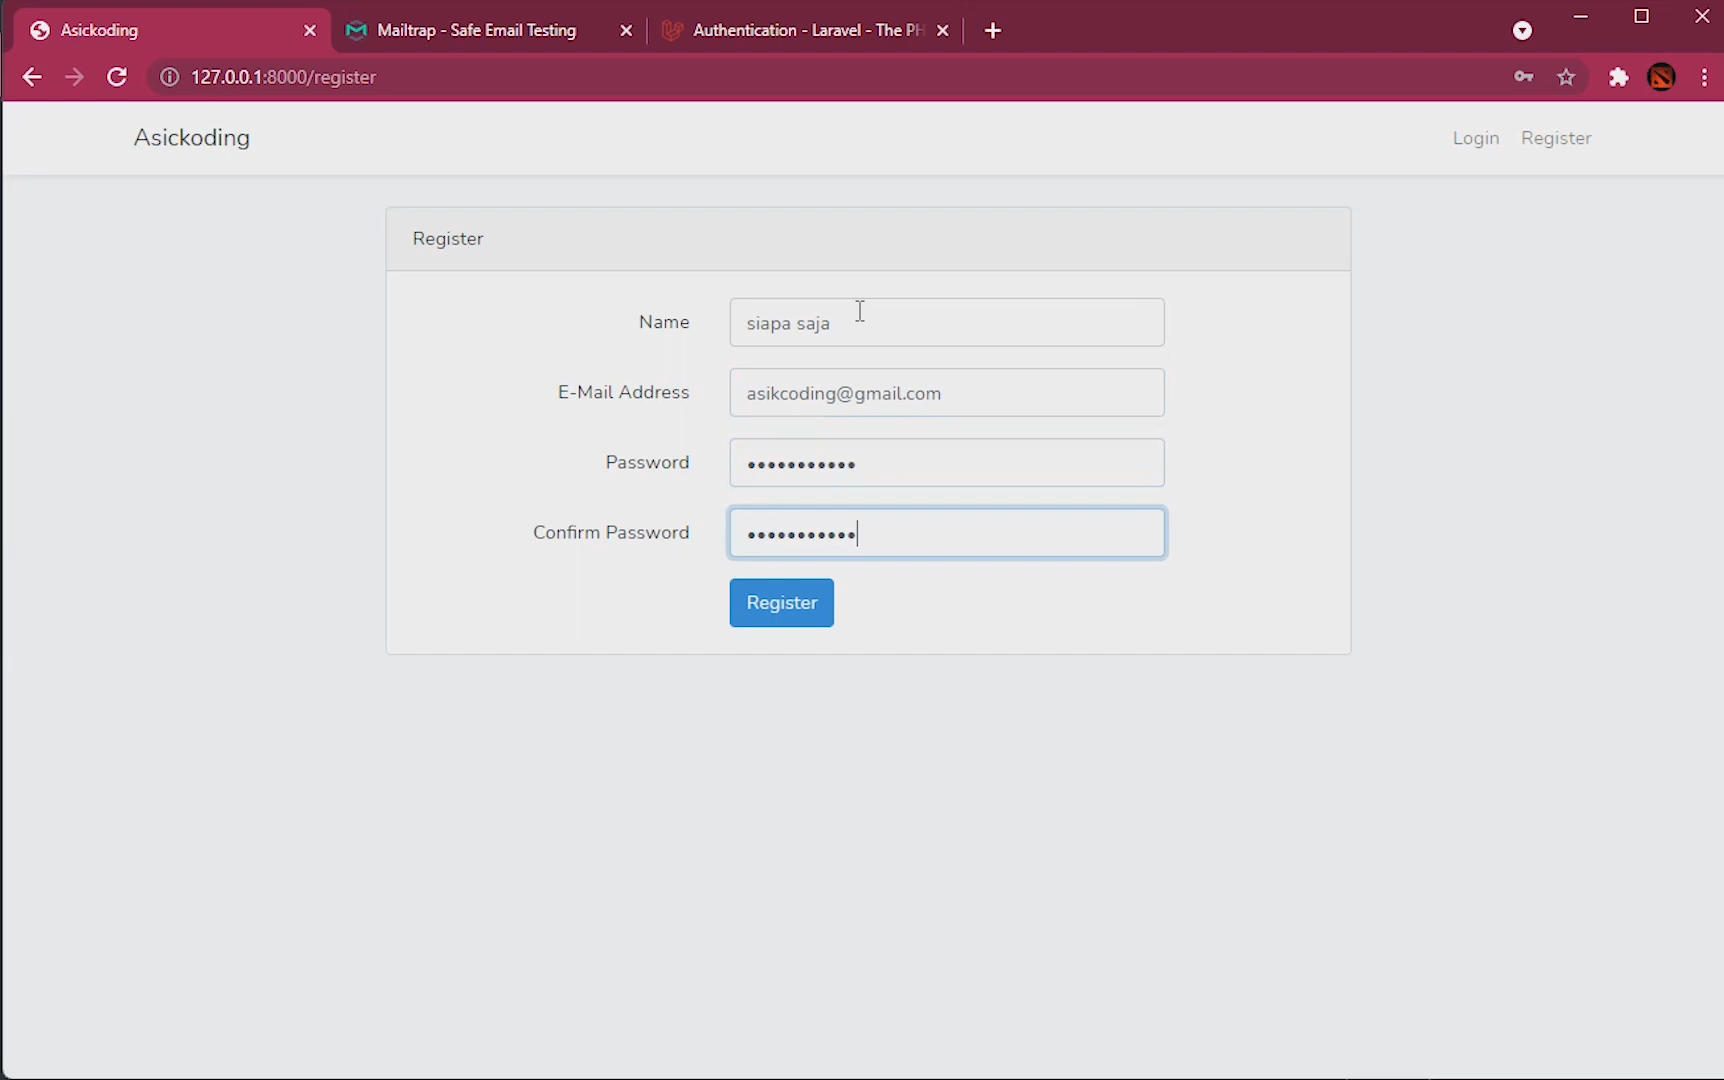 Asickoding
Mailtrap - Safe Email Testing
Authentication - Laravel - The PH
127.0.0.1:8000/register
Asickoding
Login
Register
Register
Name
siapa saja
E-Mail Address
asikcoding@gmail.com
Password
•••••••••••
Confirm Password
•••••••••••
Register